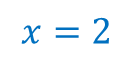 x = 2